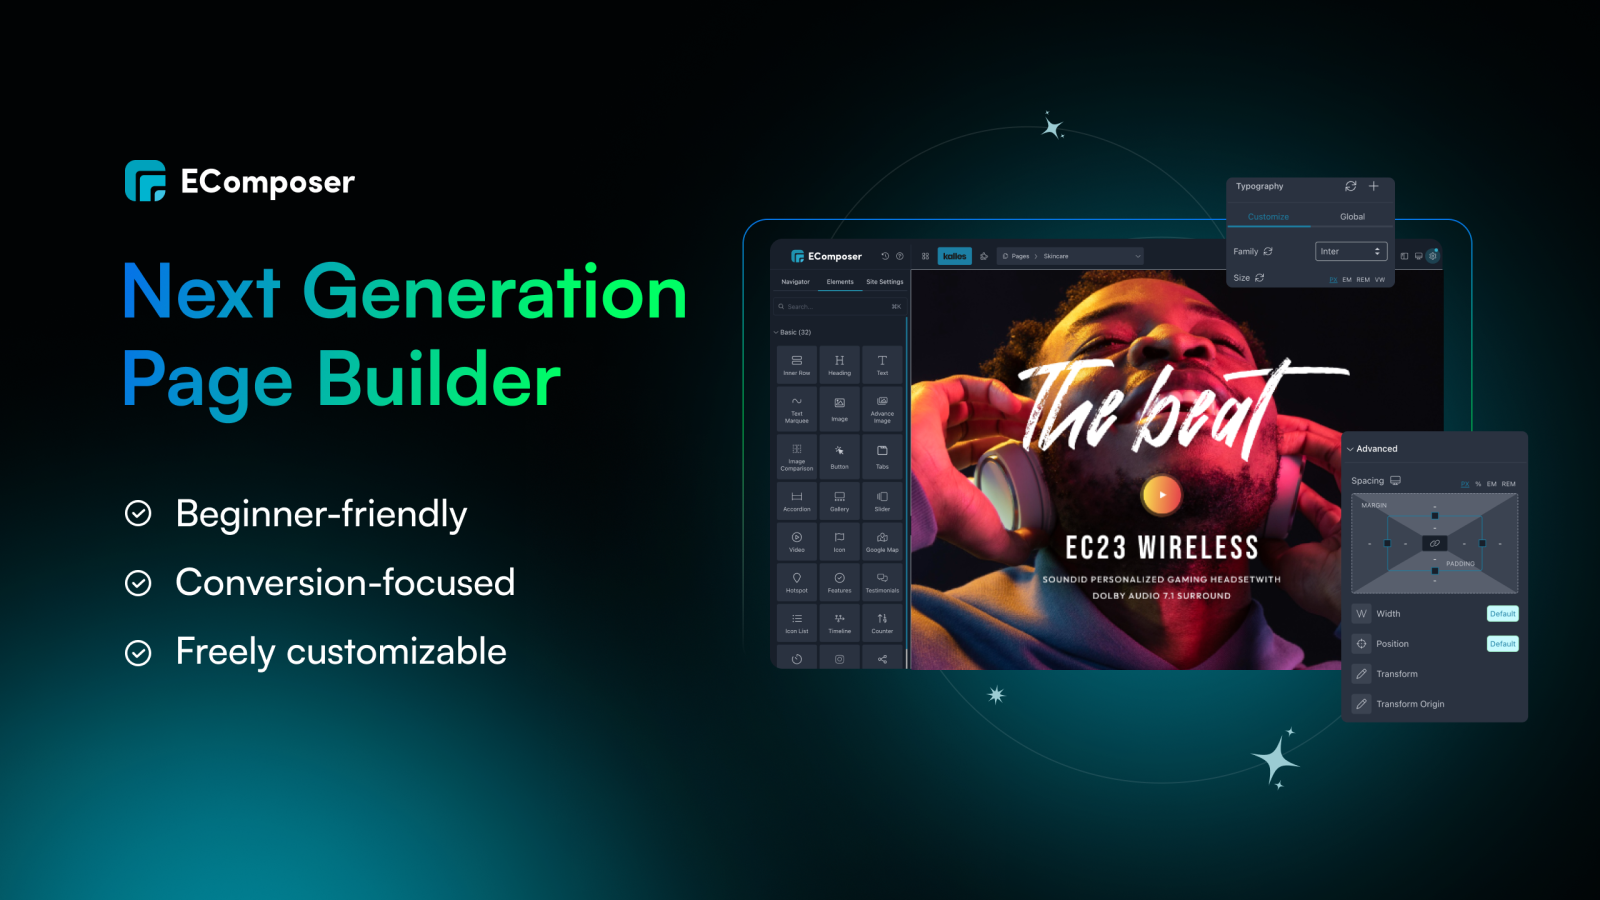 EComposer
Next Generation
Page Builder
Beginner-friendly
Conversion-focused
Freely customizable
EComposer
kalles
Pages > Skincare
Navigator Elements Site Settings
Search... ⌘K
Basic (32)
Inner Row Heading Text
Text Marquee Image Advance Image
Image Comparison Button Tabs
Accordion Gallery Slider
Video Icon Google Map
Hotspot Features Testimonials
Icon List Timeline Counter
The beat
EC23 WIRELESS
SOUNDID PERSONALIZED GAMING HEADSETWITH
DOLBY AUDIO 7.1 SURROUND
Typography
Customize Global
Family Inter
Size PX EM REM VW
Advanced
Spacing PX % EM REM
MARGIN
PADDING
Width Default
Position Default
Transform
Transform Origin